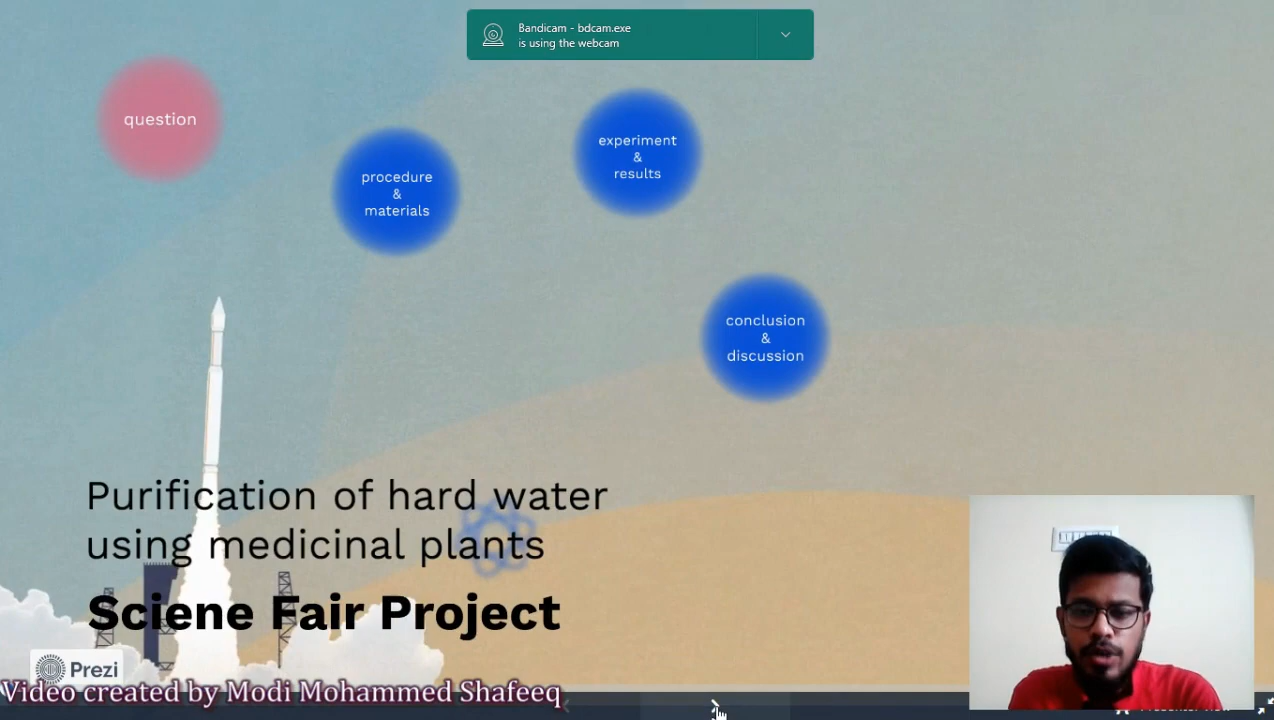 Bandicam - bdcam.exe
is using the webcam
question
procedure
&
materials
experiment
&
results
conclusion
&
discussion
Purification of hard water
using medicinal plants
Sciene Fair Project
Prezi
Video created by Modi Mohammed Shafeeq